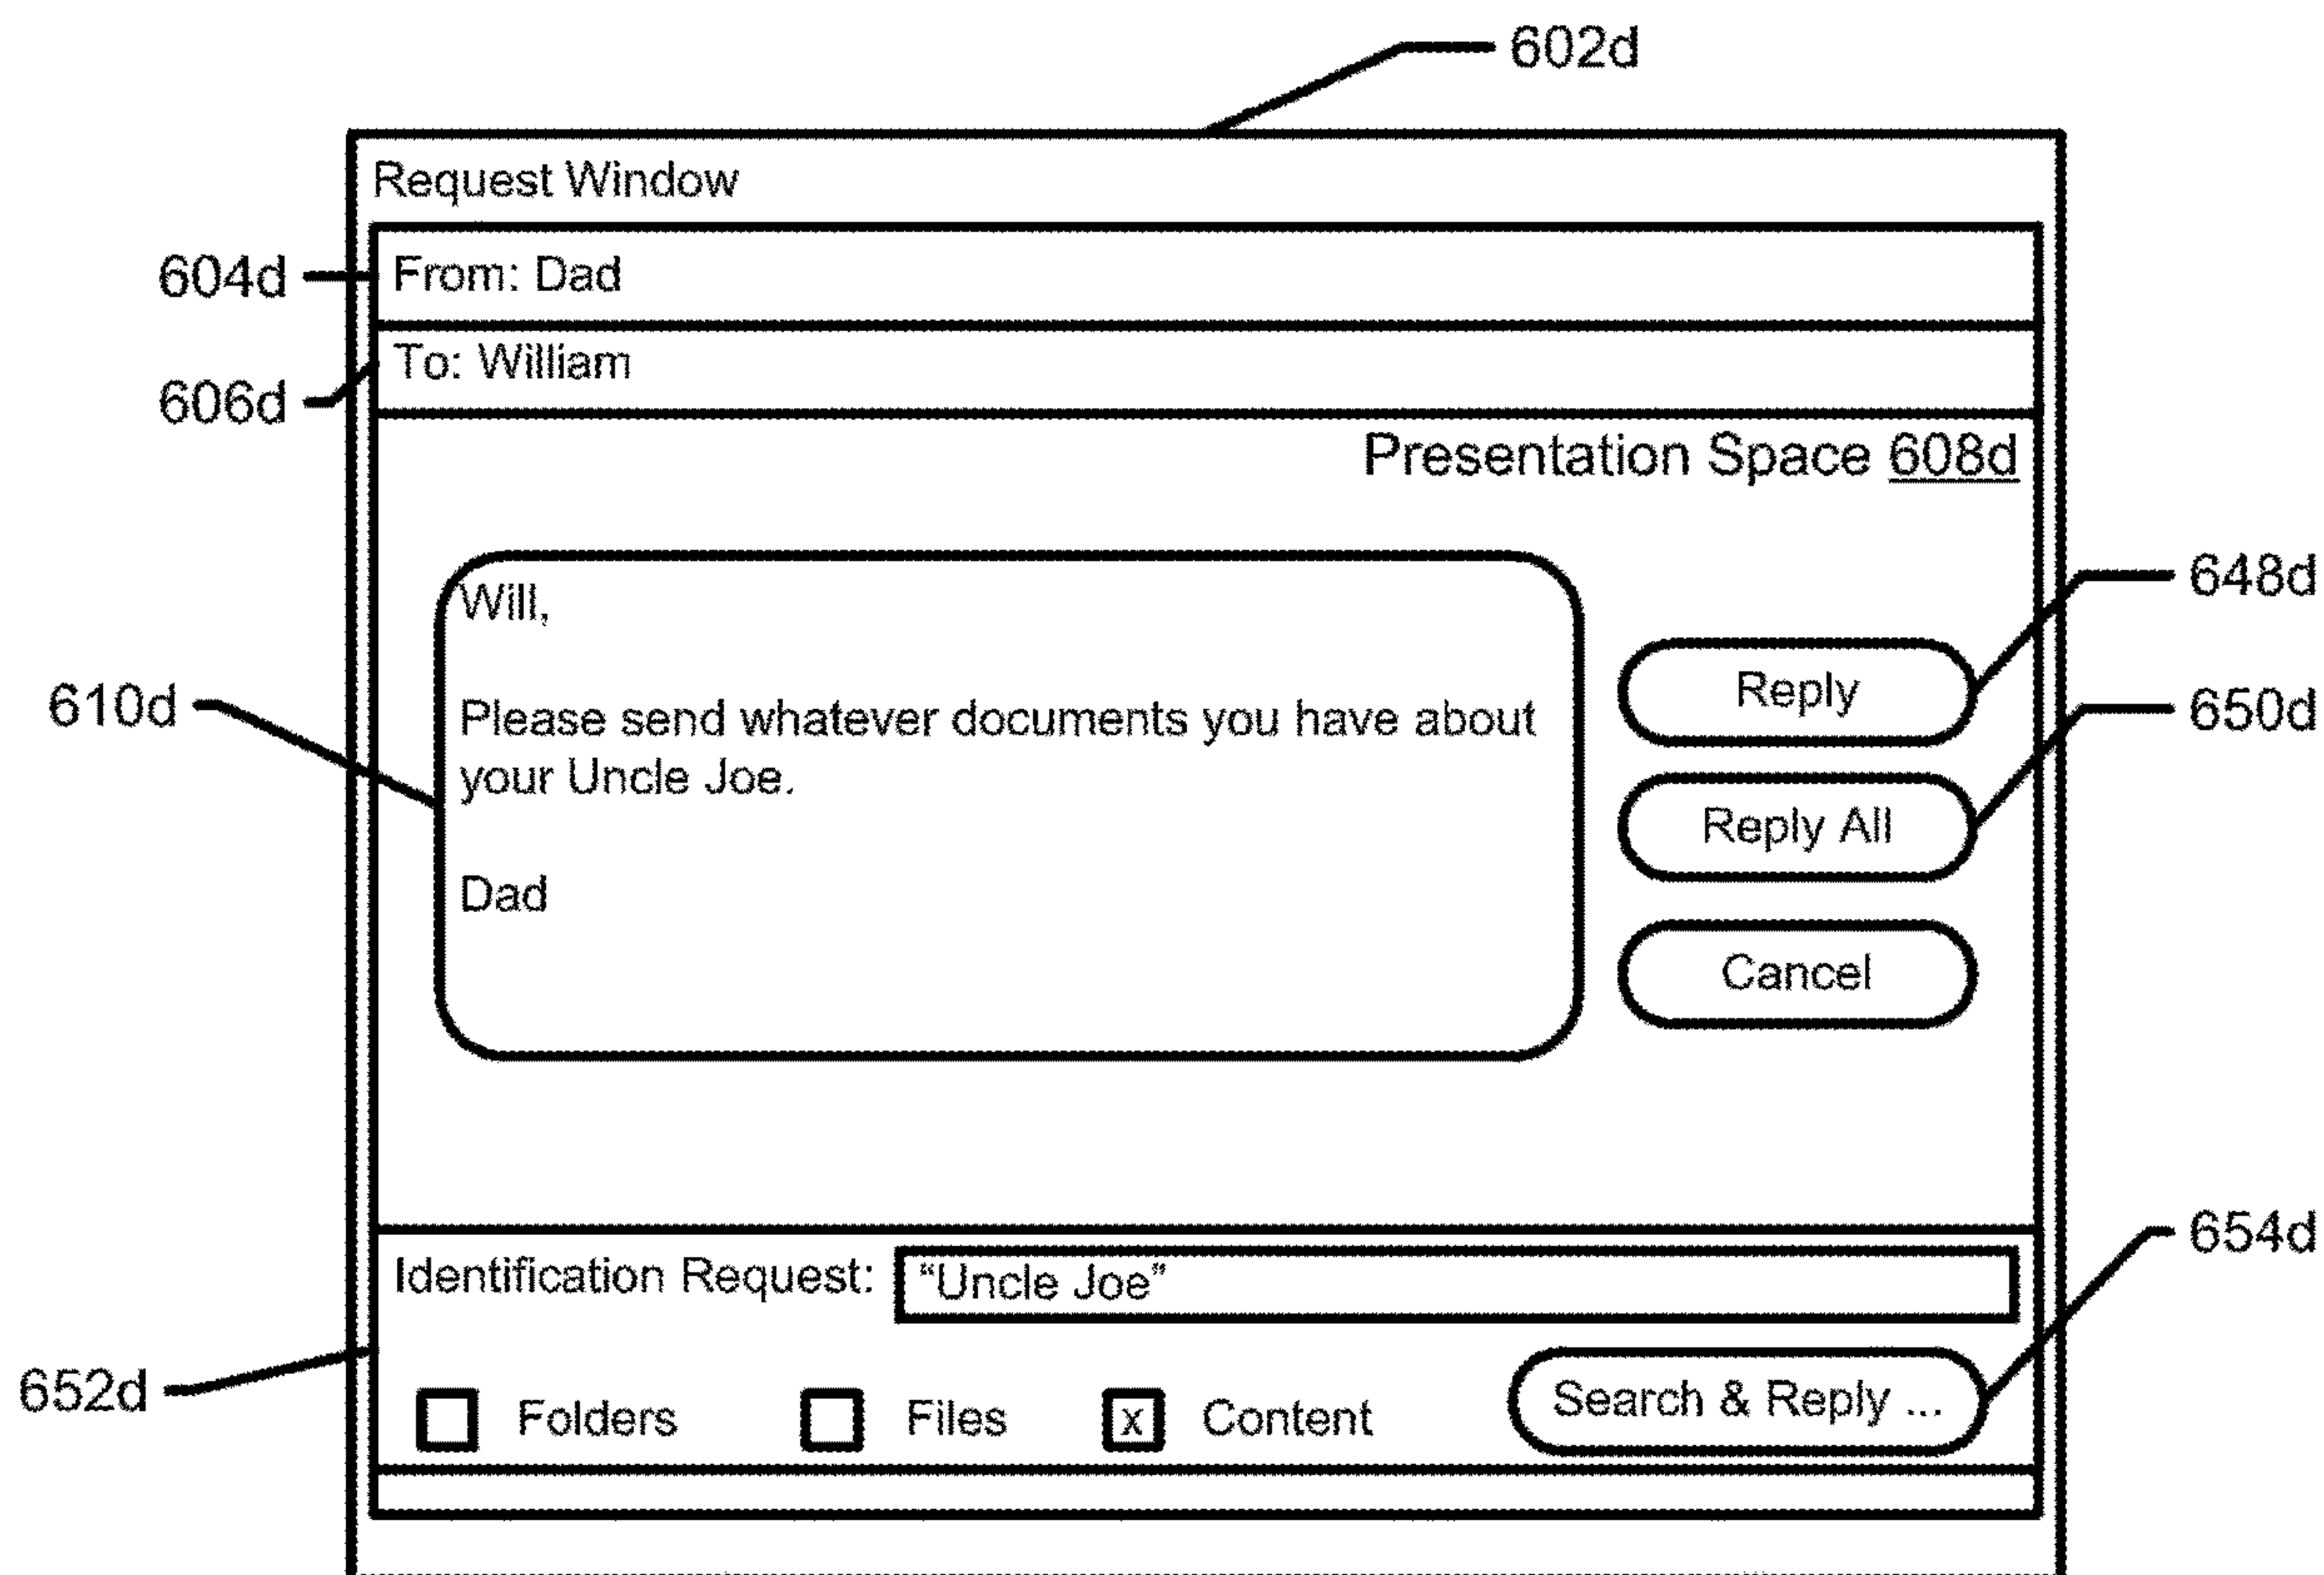 602d
Request Window
604d
From: Dad
606d
To: William
Presentation Space 608d
610d
Will,
Please send whatever documents you have about
your Uncle Joe.
Dad
648d
Reply
650d
Reply All
Cancel
654d
Identification Request: “Uncle Joe”
652d
Folders
Files
x Content
Search & Reply ...